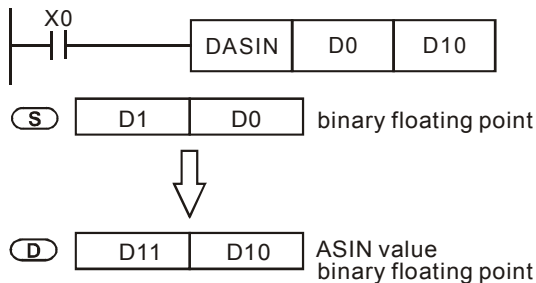 X0
DASIN D0 D10
S D1 D0 binary floating point
D D11 D10 ASIN value
binary floating point